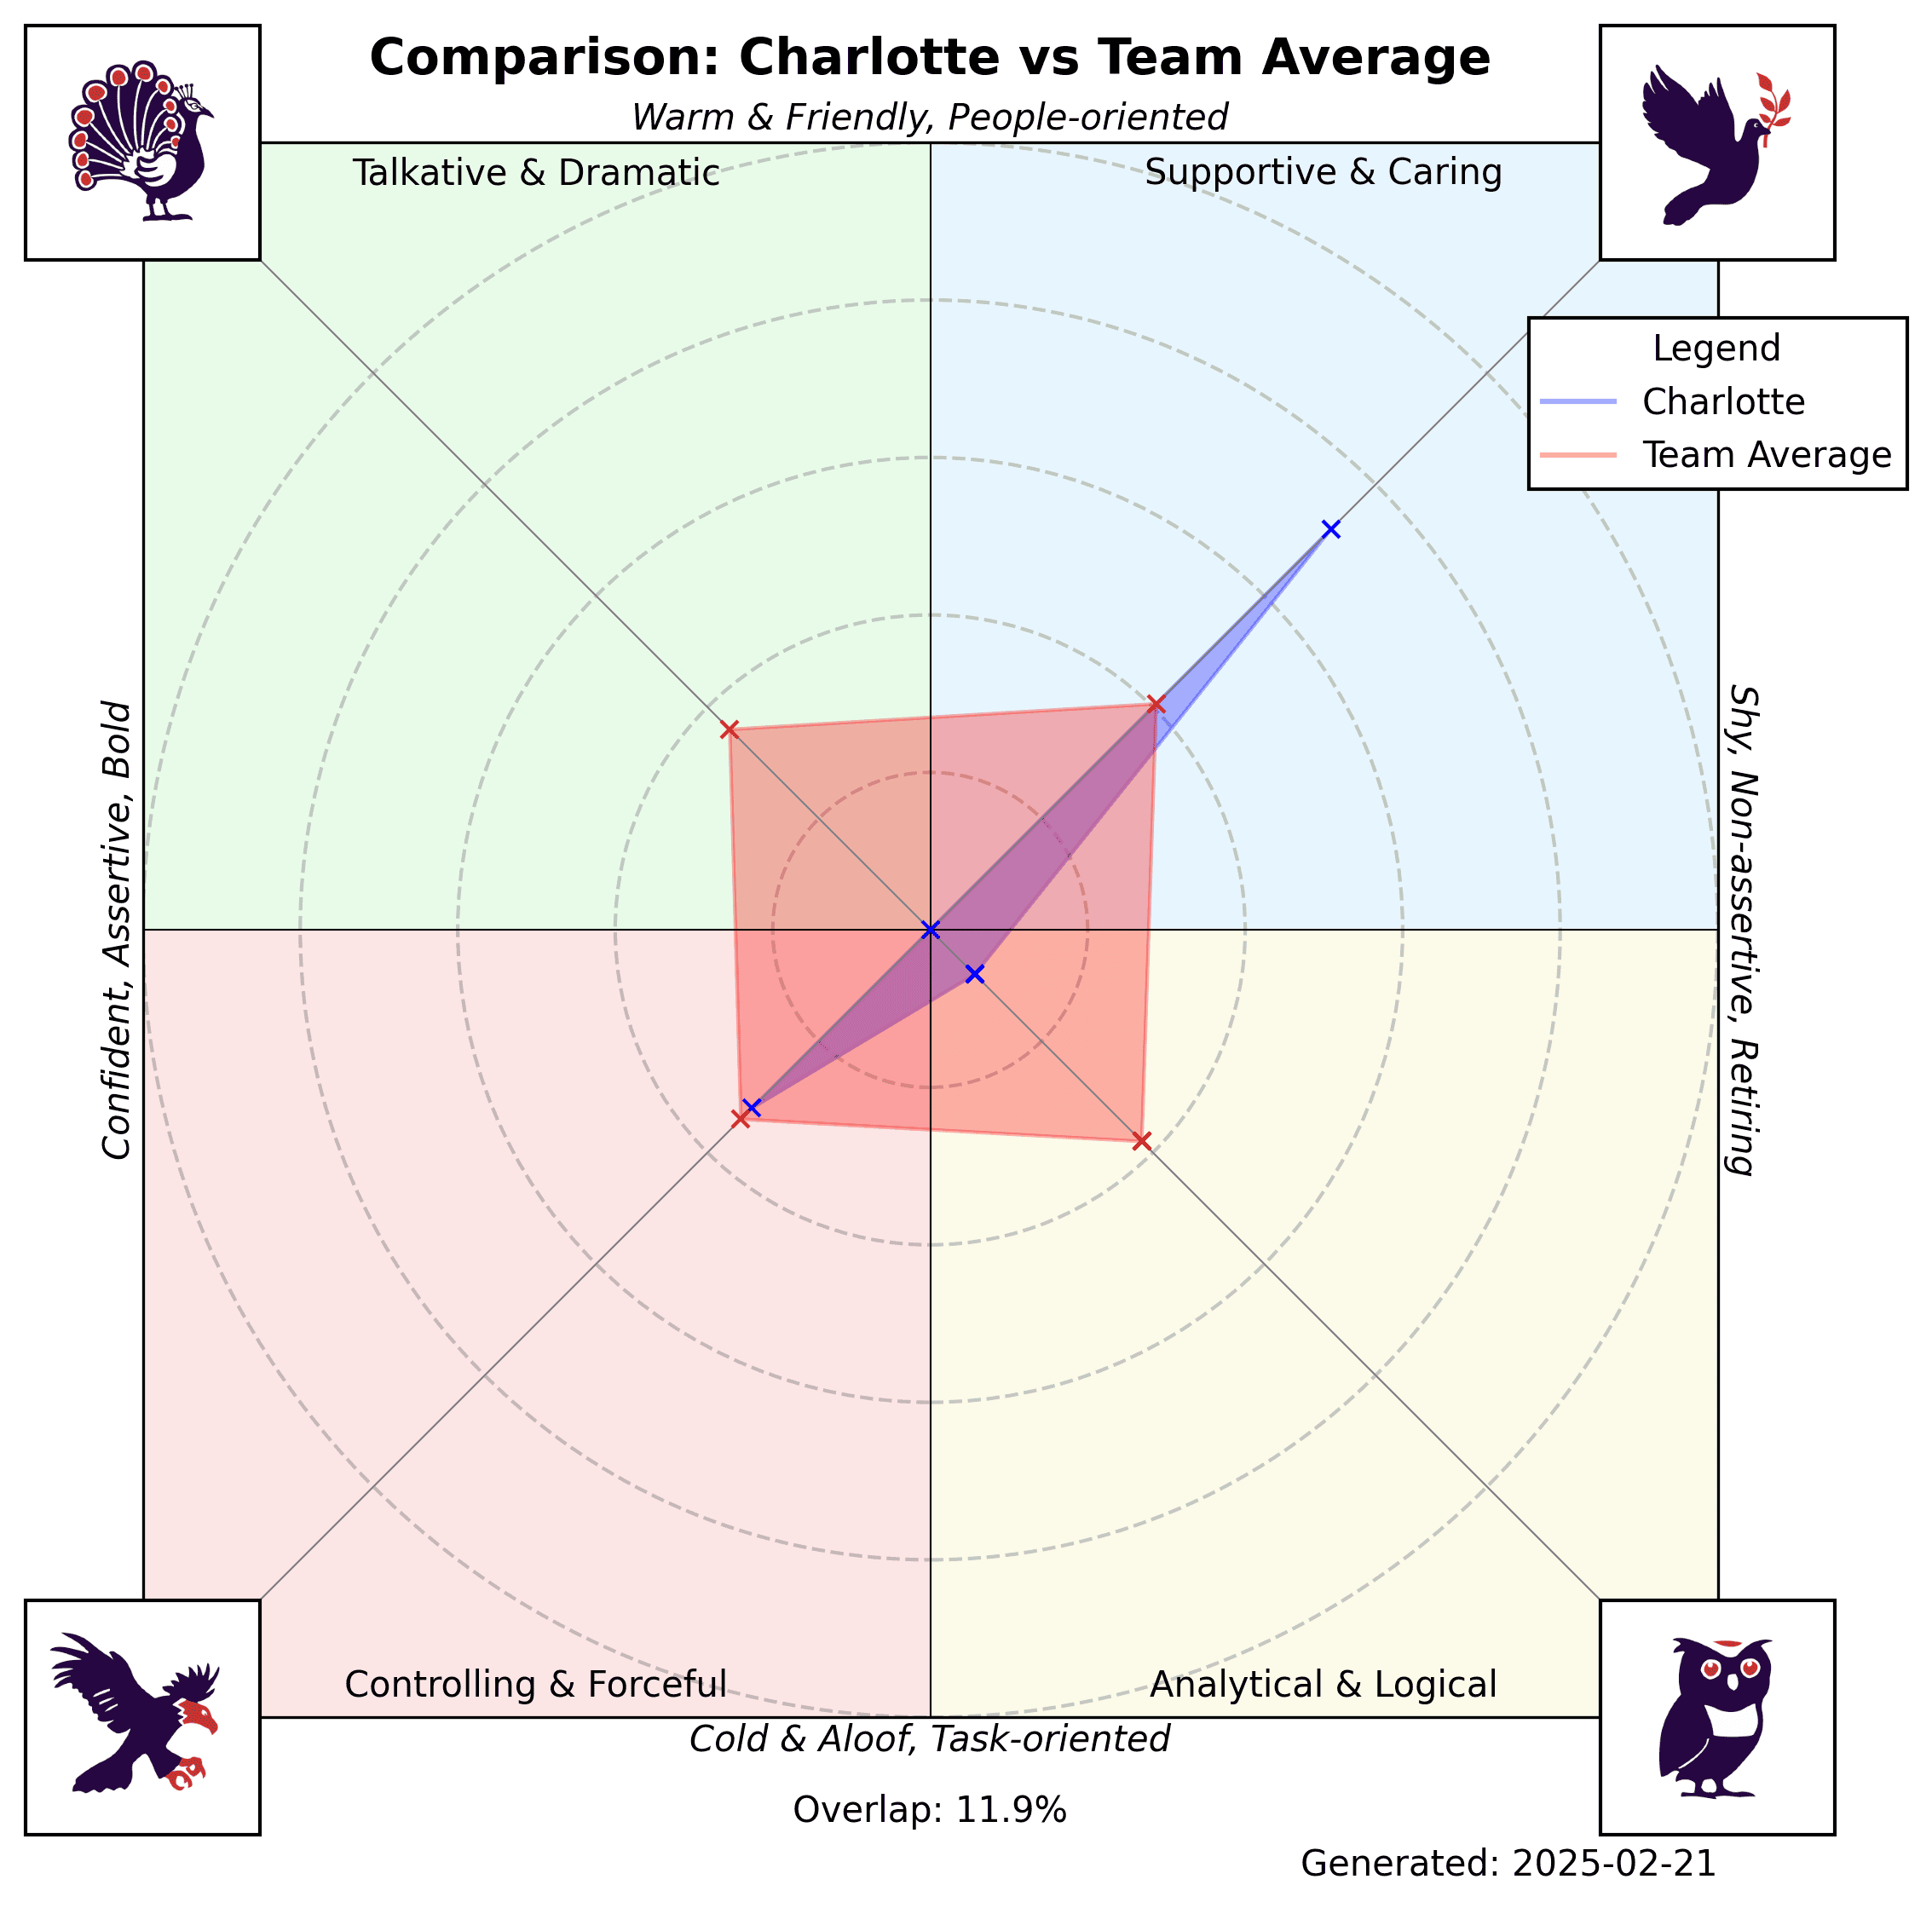 Comparison: Charlotte vs Team Average
Warm & Friendly, People-oriented
Talkative & Dramatic
Supportive & Caring
Legend
Charlotte
Team Average
Confident, Assertive, Bold
Shy, Non-assertive, Retiring
Controlling & Forceful
Analytical & Logical
Cold & Aloof, Task-oriented
Overlap: 11.9%
Generated: 2025-02-21